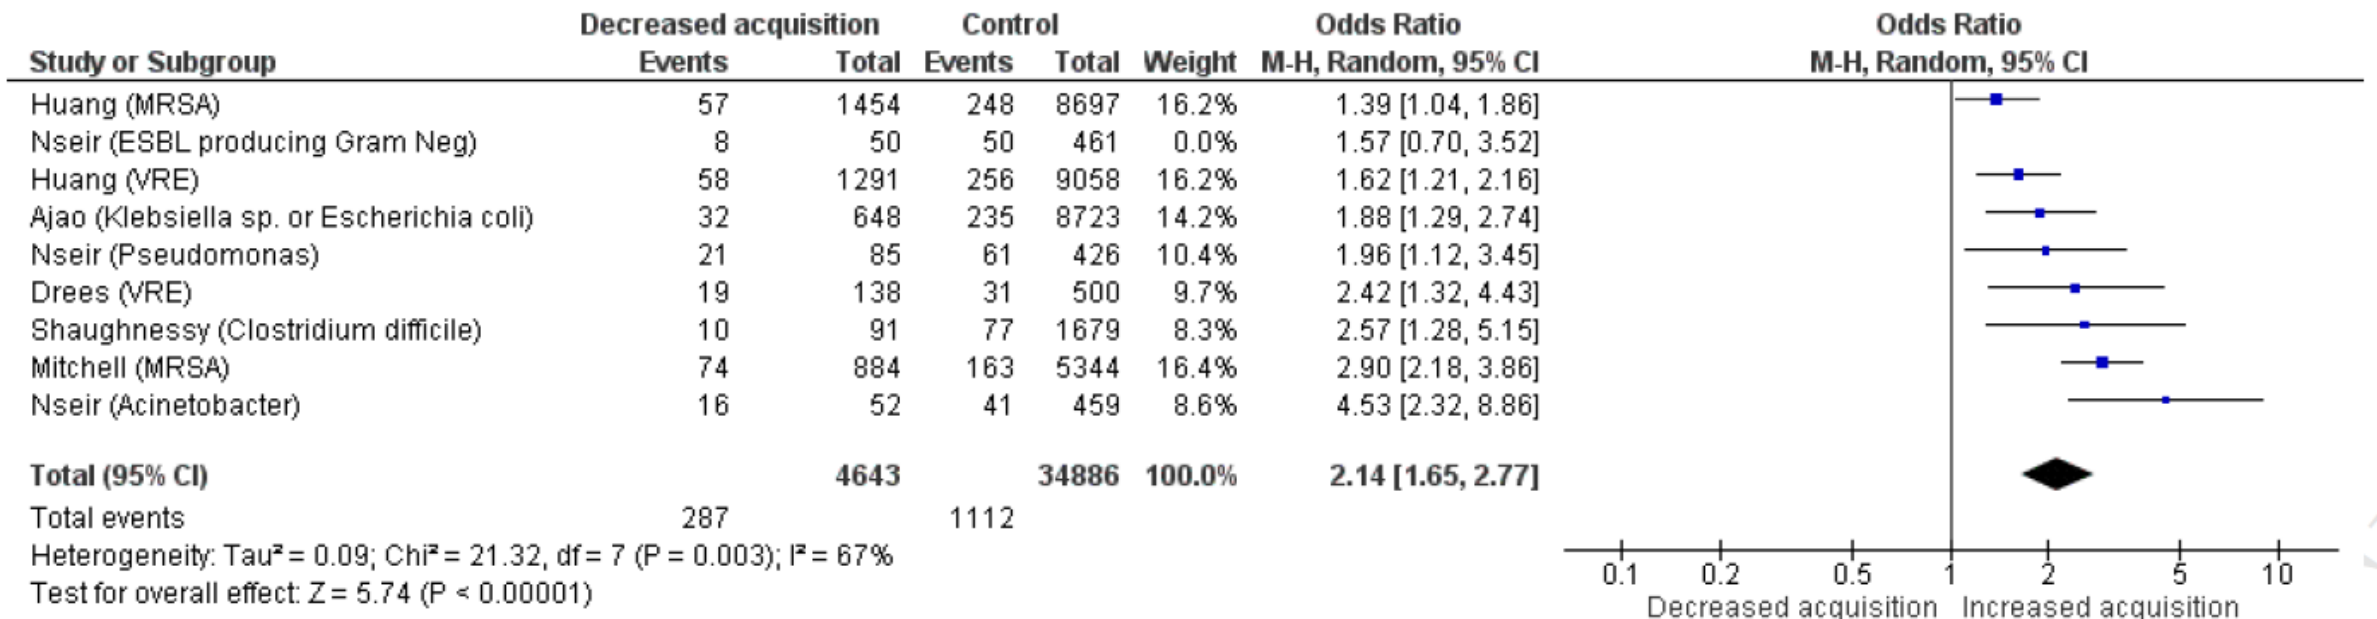 Decreased acquisition Control Odds Ratio Odds Ratio
Study or Subgroup Events Total Events Total Weight M-H, Random, 95% CI M-H, Random, 95% CI
Huang (MRSA) 57 1454 248 8697 16.2% 1.39 [1.04, 1.86]
Nseir (ESBL producing Gram Neg) 8 50 50 461 0.0% 1.57 [0.70, 3.52]
Huang (VRE) 58 1291 256 9058 16.2% 1.62 [1.21, 2.16]
Ajao (Klebsiella sp. or Escherichia coli) 32 648 235 8723 14.2% 1.88 [1.29, 2.74]
Nseir (Pseudomonas) 21 85 61 426 10.4% 1.96 [1.12, 3.45]
Drees (VRE) 19 138 31 500 9.7% 2.42 [1.32, 4.43]
Shaughnessy (Clostridium difficile) 10 91 77 1679 8.3% 2.57 [1.28, 5.15]
Mitchell (MRSA) 74 884 163 5344 16.4% 2.90 [2.18, 3.86]
Nseir (Acinetobacter) 16 52 41 459 8.6% 4.53 [2.32, 8.86]
Total (95% CI) 4643 34886 100.0% 2.14 [1.65, 2.77]
Total events 287 1112
Heterogeneity: Tau² = 0.09; Chi² = 21.32, df = 7 (P = 0.003); I² = 67%
Test for overall effect: Z = 5.74 (P < 0.00001)
0.1 0.2 0.5 1 2 5 10
Decreased acquisition Increased acquisition